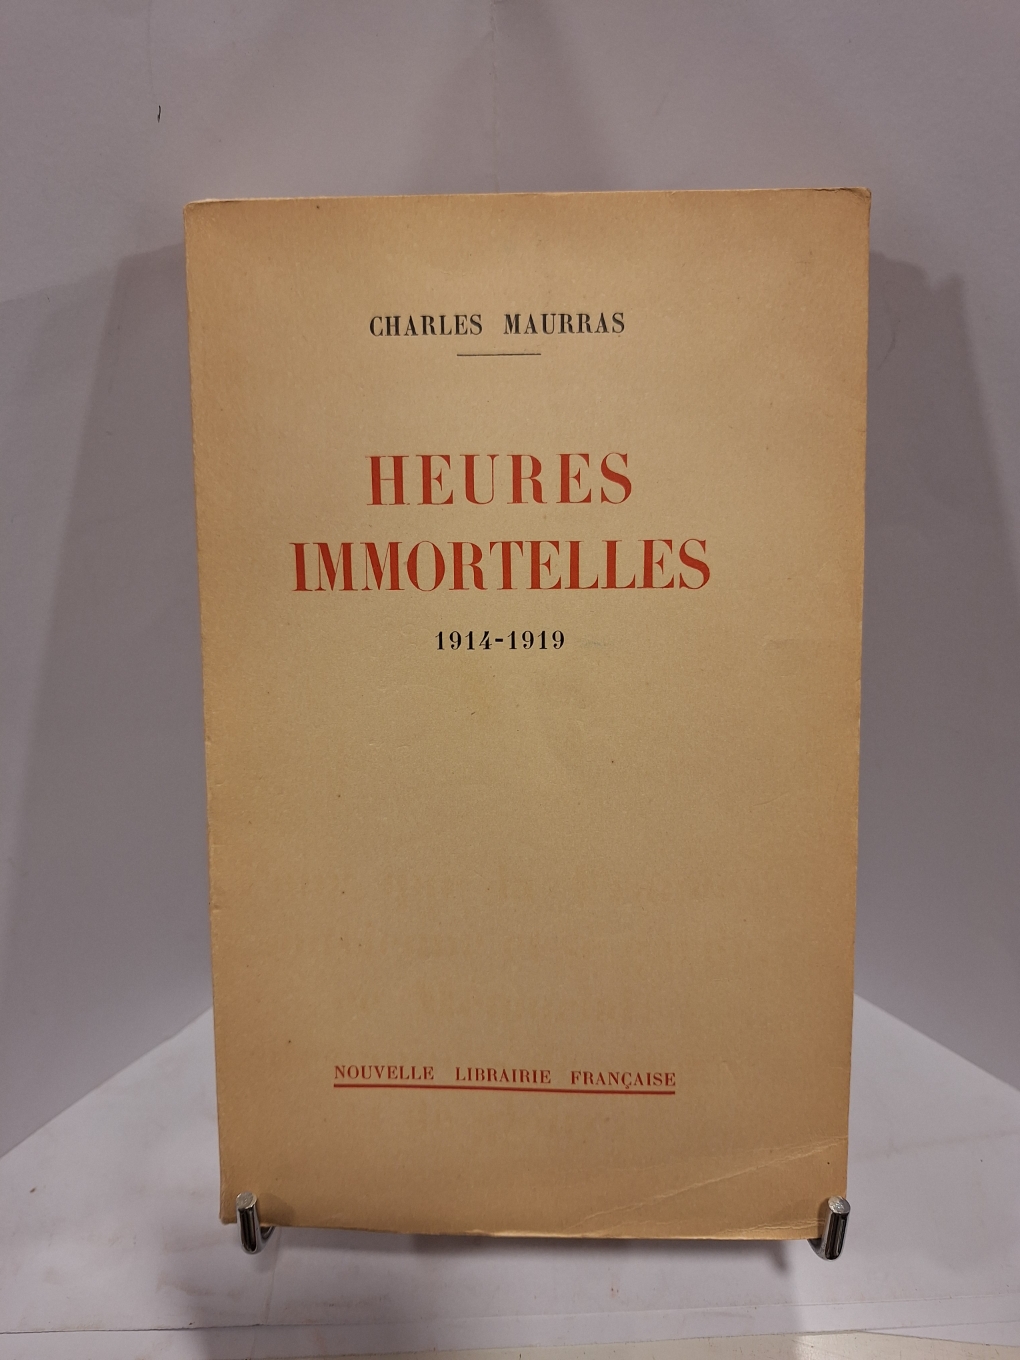 CHARLES MAURRAS
HEURES
IMMORTELLES
1914-1919
NOUVELLE LIBRAIRIE FRANÇAISE